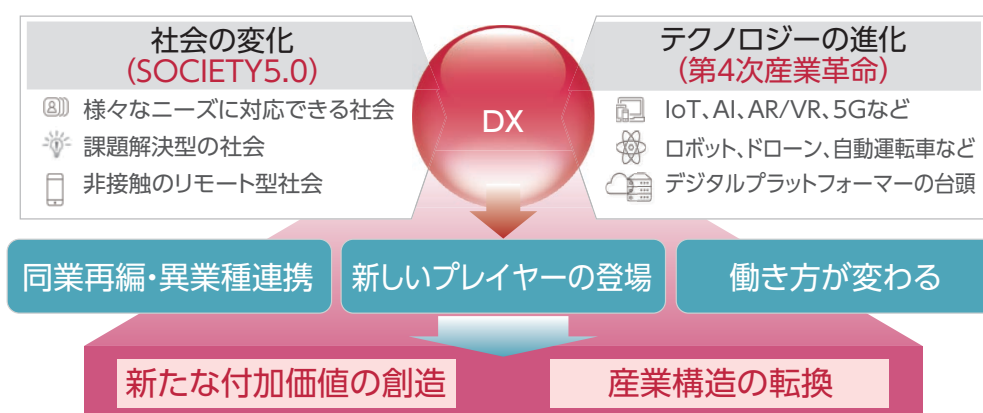 社会の変化
(SOCIETY5.0)
様々なニーズに対応できる社会
課題解決型の社会
非接触のリモート型社会
DX
テクノロジーの進化
(第4次産業革命)
IoT、AI、AR/VR、5Gなど
ロボット、ドローン、自動運転車など
デジタルプラットフォーマーの台頭
同業再編・異業種連携
新しいプレイヤーの登場
働き方が変わる
新たな付加価値の創造
産業構造の転換